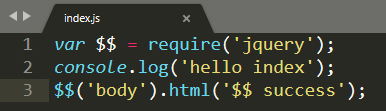 index.js ×
1 var $$ = require('jquery');
2 console.log('hello index');
3 $$('body').html('$$ success');